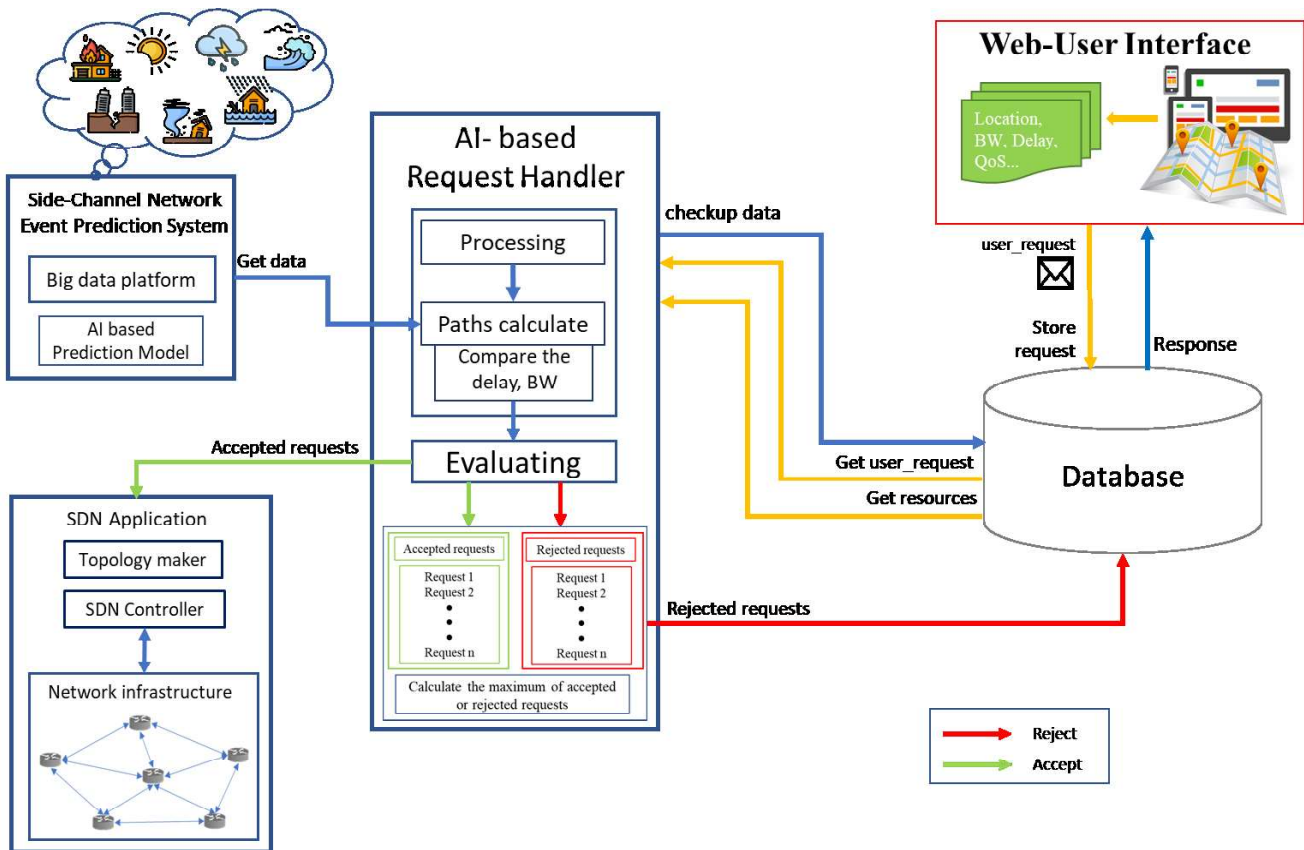 Web-User Interface
Location,
BW, Delay,
QoS...
Side-Channel Network
Event Prediction System
Big data platform
AI based
Prediction Model
Get data
AI- based
Request Handler
Processing
Paths calculate
Compare the
delay, BW
Evaluating
checkup data
user_request
Store
request
Response
Get user_request
Get resources
Database
Accepted requests
SDN Application
Topology maker
SDN Controller
Network infrastructure
Accepted requests
Request 1
Request 2
Request n
Rejected requests
Request 1
Request 2
Request n
Calculate the maximum of accepted
or rejected requests
Rejected requests
Reject
Accept